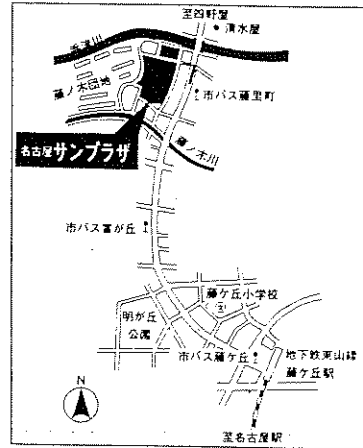 至四軒屋
清水屋
香流川
藤ノ木団地
市バス藤里町
名古屋サンプラザ
藤ノ木川
市バス富が丘
藤ケ丘小学校
文
明が丘
公園
市バス藤ケ丘
地下鉄東山線
藤ケ丘駅
N
至名古屋駅